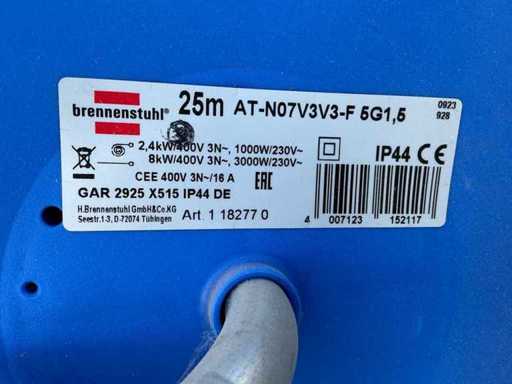 brennenstuhl® 25m AT-N07V3V3-F 5G1,5
0923
928
2,4kW/400V 3N~, 1000W/230V~
8kW/400V 3N~, 3000W/230V~
IP44 CE
CEE 400V 3N~/16 A
EAC
GAR 2925 X515 IP44 DE
H.Brennenstuhl GmbH&Co.KG
Seestr.1-3, D-72074 Tübingen
Art. 1 18277 0
4 007123 152117